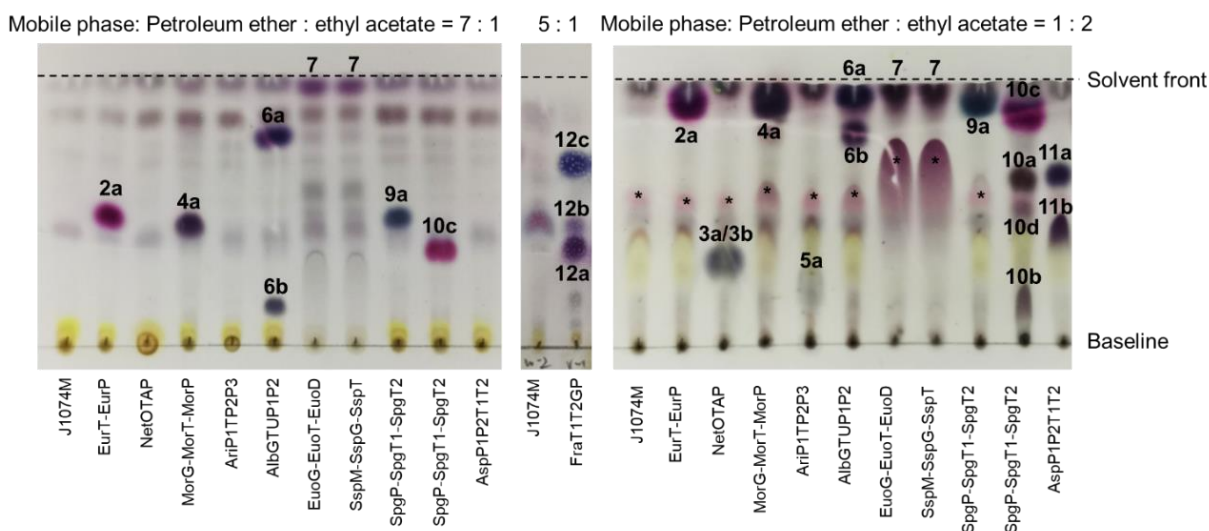 Mobile phase: Petroleum ether : ethyl acetate = 7 : 1
5 : 1
Mobile phase: Petroleum ether : ethyl acetate = 1 : 2
7 7
6a
2a
4a
9a
10c
6b
12c
12b
12a
6a 7 7
10c
2a
4a
6b
9a
10a
11a
* * * * * * * * *
3a/3b
5a
10d
11b
10b
Solvent front
Baseline
J1074M
EurT-EurP
NetOTAP
MorG-MorT-MorP
AriP1TP2P3
AlbGTUP1P2
EuoG-EuoT-EuoD
SspM-SspG-SspT
SpgP-SpgT1-SpgT2
SpgP-SpgT1-SpgT2
AspP1P2T1T2
J1074M
FraT1T2GP
J1074M
EurT-EurP
NetOTAP
MorG-MorT-MorP
AriP1TP2P3
AlbGTUP1P2
EuoG-EuoT-EuoD
SspM-SspG-SspT
SpgP-SpgT1-SpgT2
SpgP-SpgT1-SpgT2
AspP1P2T1T2